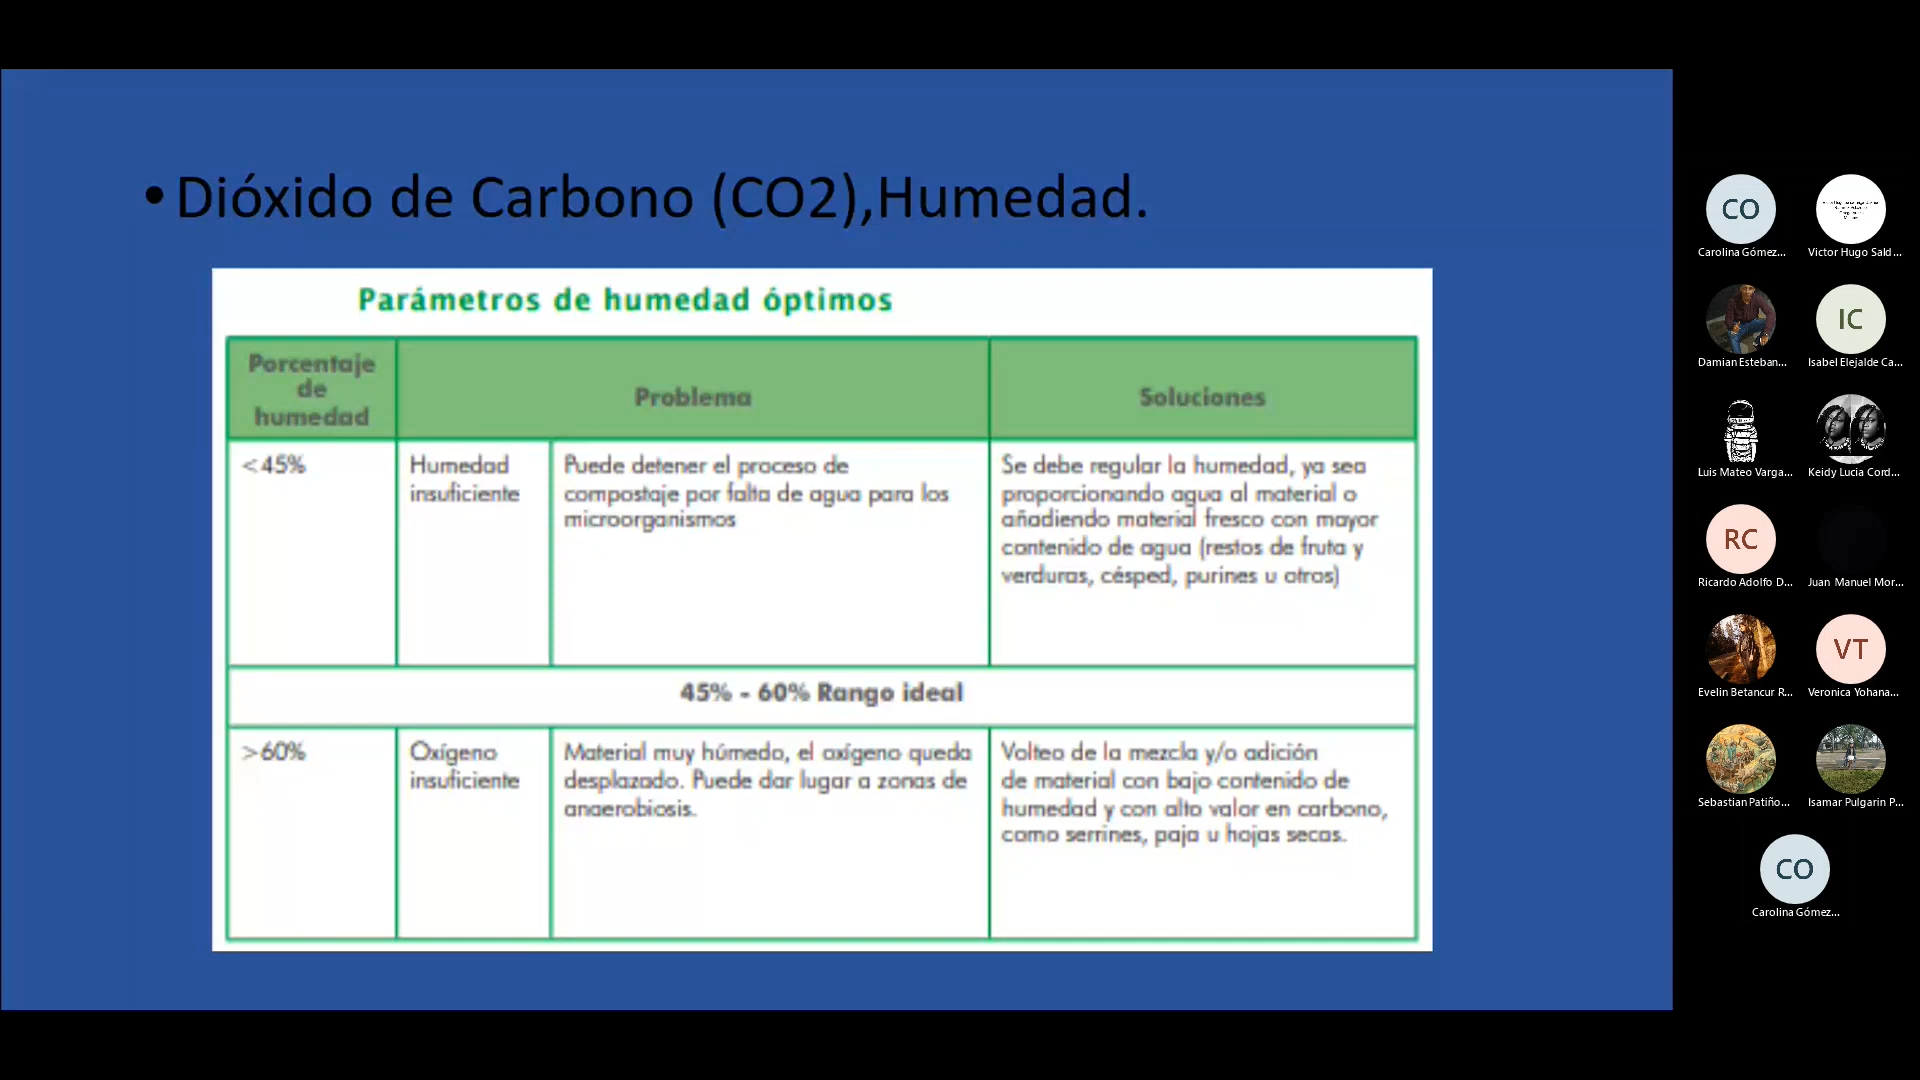 • Dióxido de Carbono (CO2),Humedad.
Parámetros de humedad óptimos
Porcentaje
de
humedad
Problema
Soluciones
<45%
Humedad
insuficiente
Puede detener el proceso de
compostaje por falta de agua para los
microorganismos
Se debe regular la humedad, ya sea
proporcionando agua al material o
añadiendo material fresco con mayor
contenido de agua (restos de fruta y
verduras, césped, purines u otros)
45% - 60% Rango ideal
>60%
Oxígeno
insuficiente
Material muy húmedo, el oxígeno queda
desplazado. Puede dar lugar a zonas de
anaerobiosis.
Volteo de la mezcla y/o adición
de material con bajo contenido de
humedad y con alto valor en carbono,
como serrines, paja u hojas secas.
CO
Carolina Gómez...
Victor Hugo Sald...
Damian Esteban...
IC
Isabel Elejalde Ca...
Luis Mateo Varga...
Keidy Lucia Cord...
RC
Ricardo Adolfo D...
Juan Manuel Mor...
Evelin Betancur R...
VT
Veronica Yohana...
Sebastian Patiño...
Isamar Pulgarin P...
CO
Carolina Gómez...